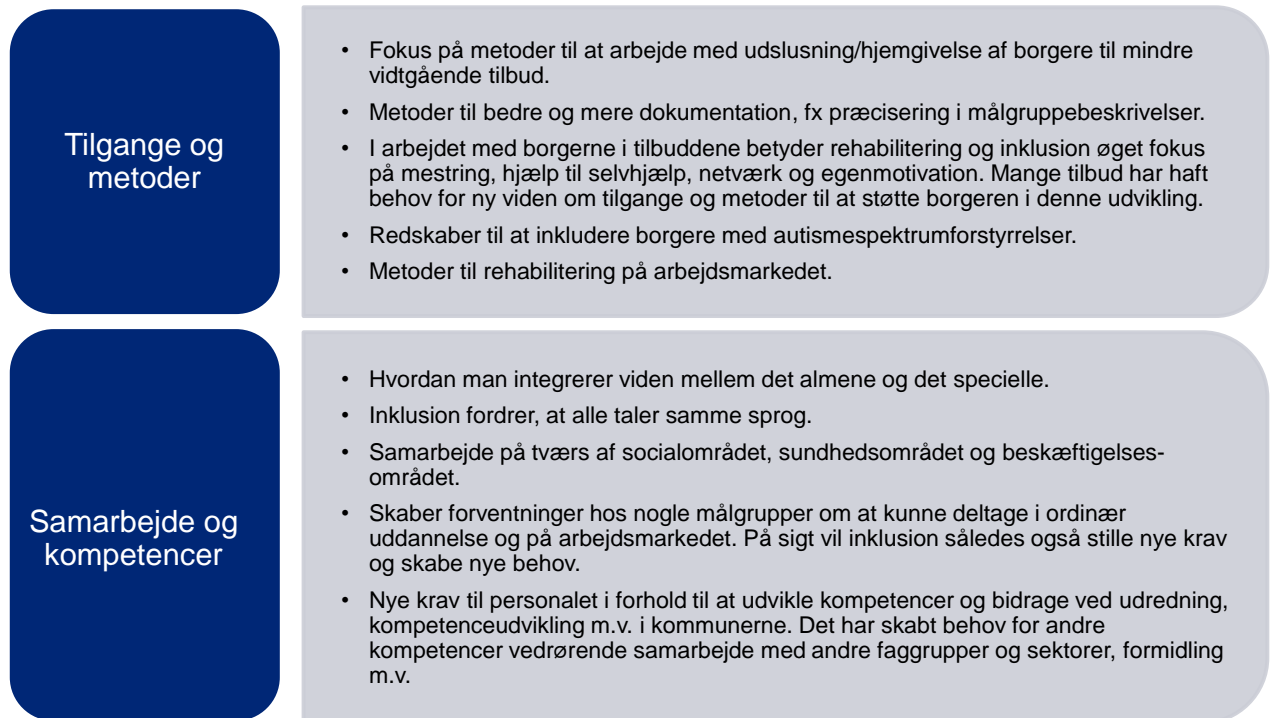 Tilgange og
metoder
• Fokus på metoder til at arbejde med udslusning/hjemgivelse af borgere til mindre
vidtgående tilbud.
• Metoder til bedre og mere dokumentation, fx præcisering i målgruppebeskrivelser.
• I arbejdet med borgerne i tilbuddene betyder rehabilitering og inklusion øget fokus
på mestring, hjælp til selvhjælp, netværk og egenmotivation. Mange tilbud har haft
behov for ny viden om tilgange og metoder til at støtte borgeren i denne udvikling.
• Redskaber til at inkludere borgere med autismespektrumforstyrrelser.
• Metoder til rehabilitering på arbejdsmarkedet.
Samarbejde og
kompetencer
• Hvordan man integrerer viden mellem det almene og det specielle.
• Inklusion fordrer, at alle taler samme sprog.
• Samarbejde på tværs af socialområdet, sundhedsområdet og beskæftigelses-
området.
• Skaber forventninger hos nogle målgrupper om at kunne deltage i ordinær
uddannelse og på arbejdsmarkedet. På sigt vil inklusion således også stille nye krav
og skabe nye behov.
• Nye krav til personalet i forhold til at udvikle kompetencer og bidrage ved udredning,
kompetenceudvikling m.v. i kommunerne. Det har skabt behov for andre
kompetencer vedrørende samarbejde med andre faggrupper og sektorer, formidling
m.v.